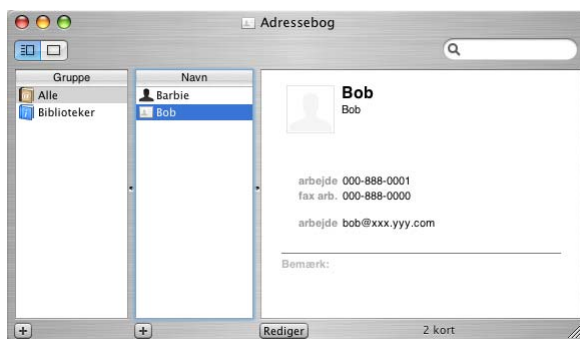 Adressebog
Gruppe
Alle
Biblioteker
Navn
Barbie
Bob
Bob
Bob
arbejde 000-888-0001
fax arb. 000-888-0000
arbejde bob@xxx.yyy.com
Bemærk:
Rediger
2 kort